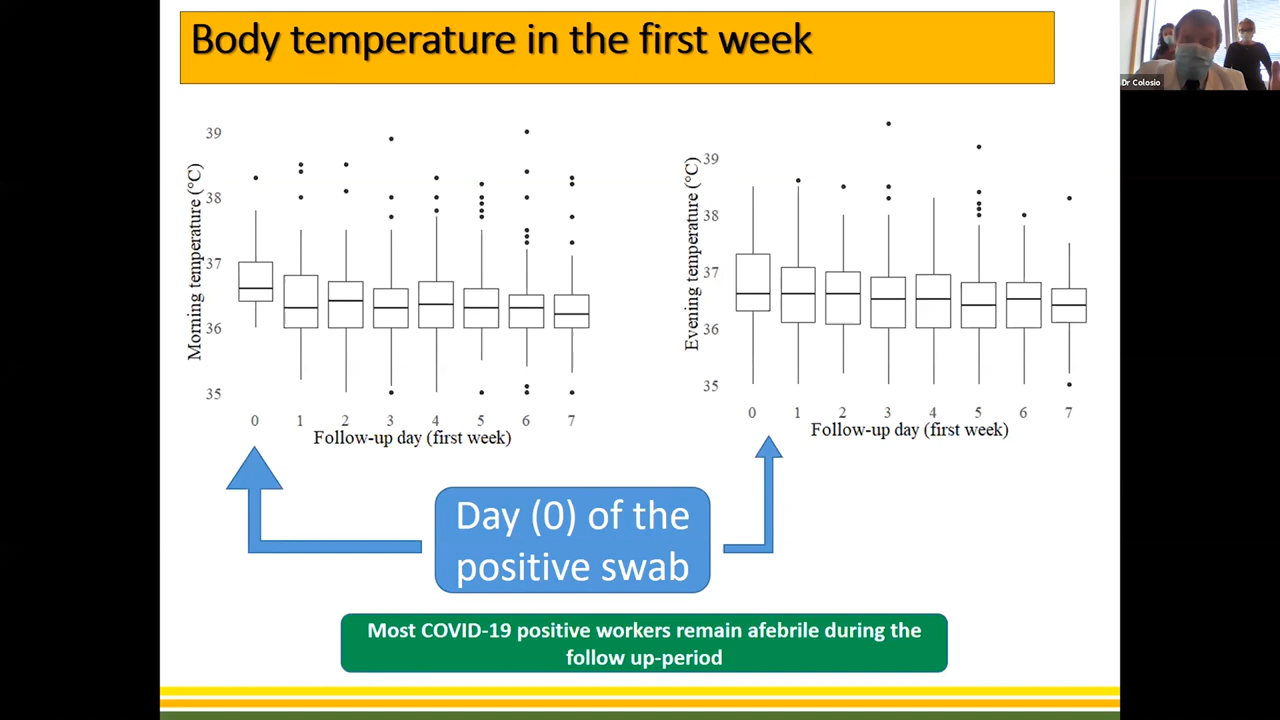 Body temperature in the first week
Dr Colosio
Morning temperature (°C)
39
38
37
36
35
0 1 2 3 4 5 6 7
Follow-up day (first week)
Evening temperature (°C)
39
38
37
36
35
0 1 2 3 4 5 6 7
Follow-up day (first week)
Day (0) of the
positive swab
Most COVID-19 positive workers remain afebrile during the
follow up-period